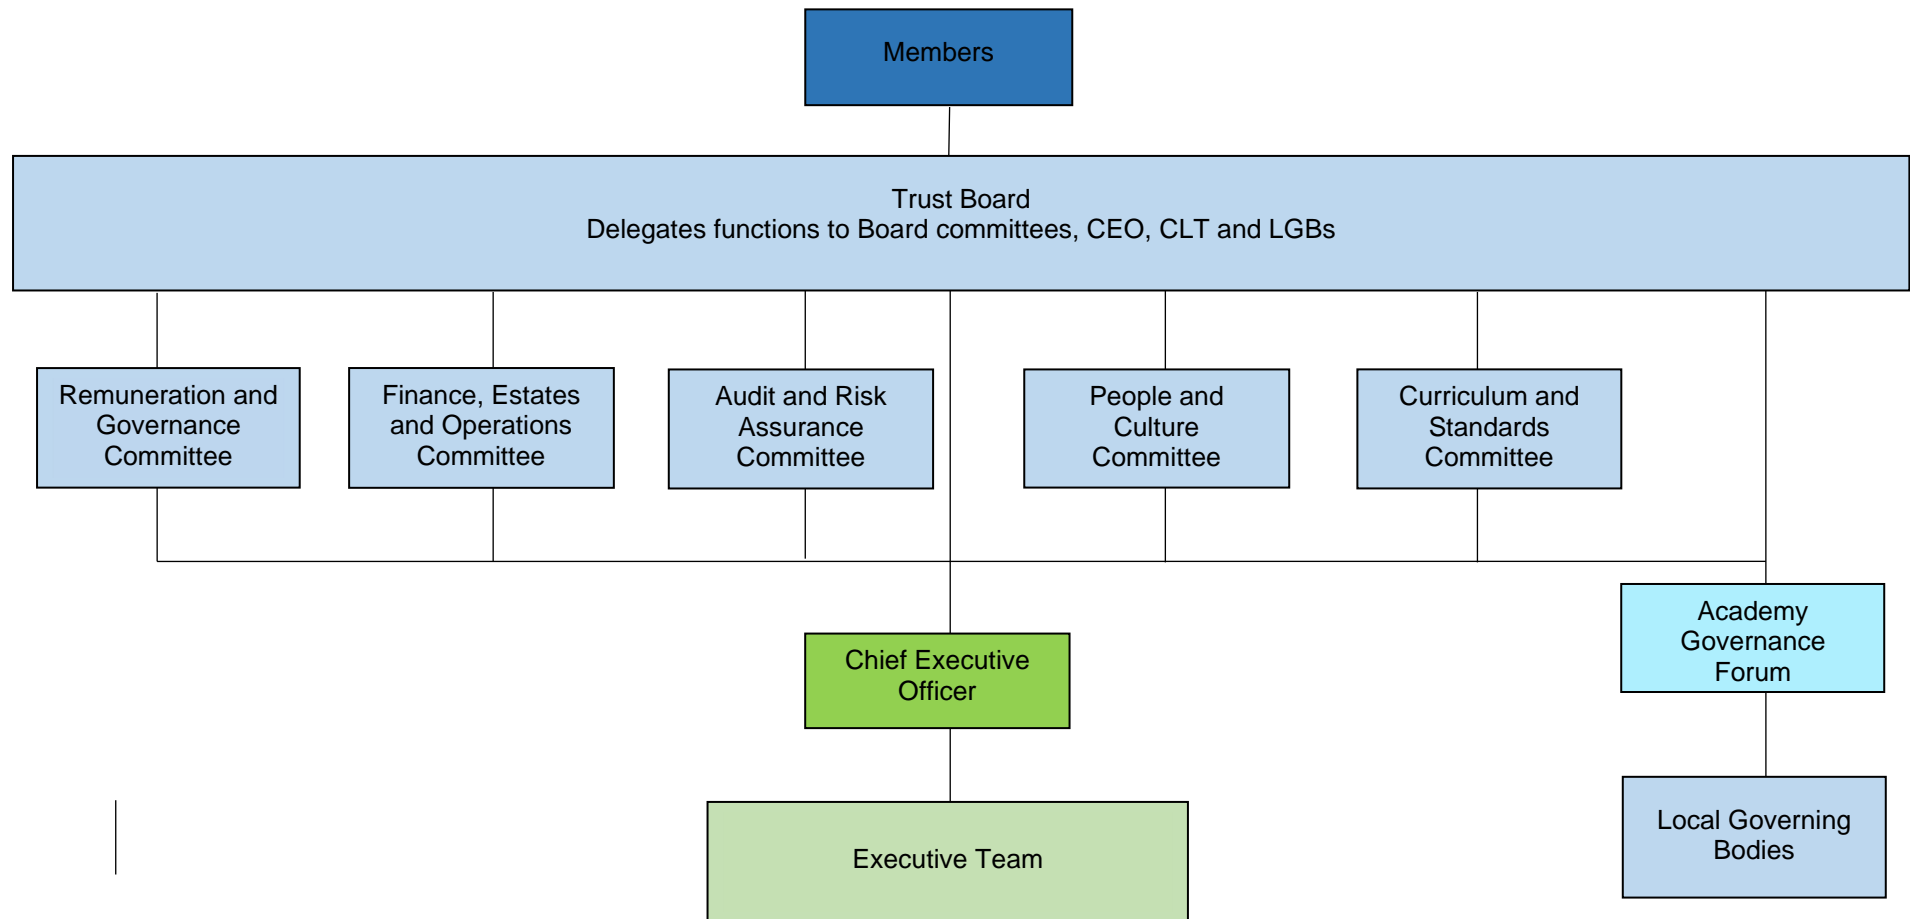 Members
Trust Board
Delegates functions to Board committees, CEO, CLT and LGBs
Remuneration and
Governance
Committee
Finance, Estates
and Operations
Committee
Audit and Risk
Assurance
Committee
People and
Culture
Committee
Curriculum and
Standards
Committee
Academy
Governance
Forum
Chief Executive
Officer
Local Governing
Bodies
Executive Team